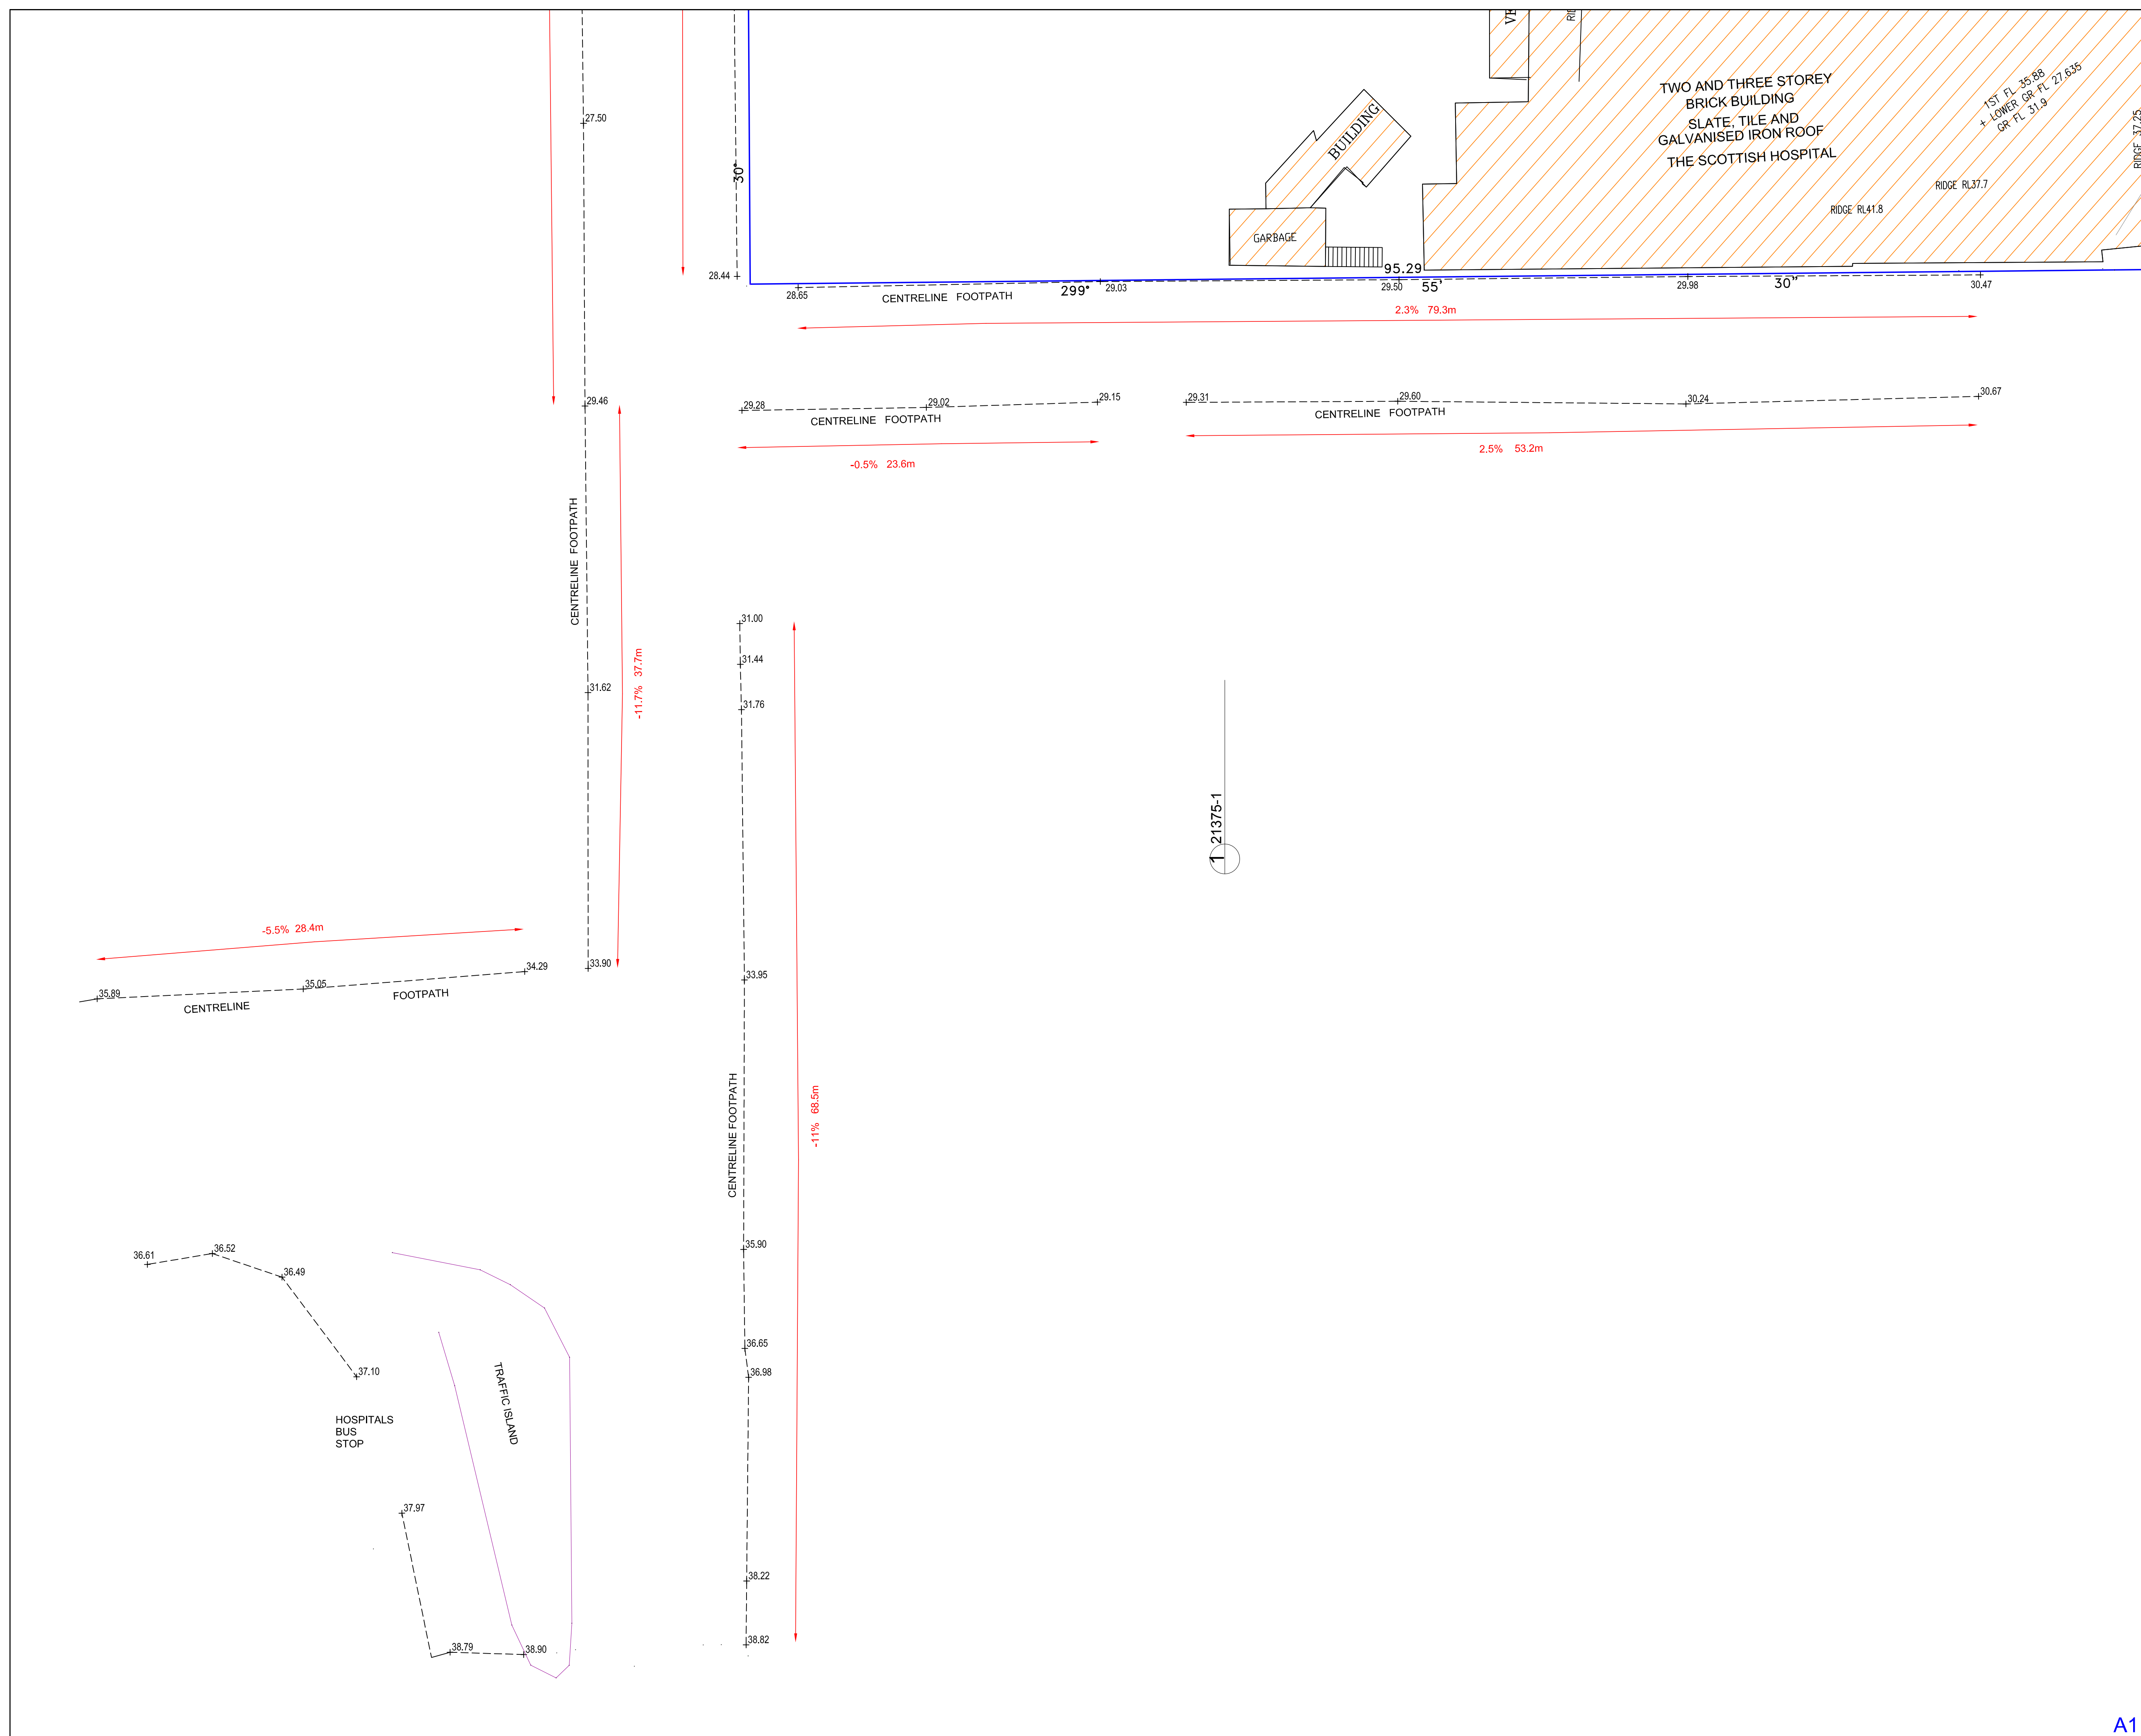 TWO AND THREE STOREY
BRICK BUILDING
SLATE, TILE AND
GALVANISED IRON ROOF
THE SCOTTISH HOSPITAL
1ST FL 35.88
+ LOWER GR FL 27.635
GR FL 31.9
RIDGE 37.25
RIDGE RL37.7
RIDGE RL41.8
BUILDING
GARBAGE
27.50
30°
28.44
95.29
28.65
CENTRELINE FOOTPATH
299°
29.03
29.50
55'
29.98
30"
30.47
2.3% 79.3m
29.46
29.28
29.02
29.15
29.31
29.60
30.24
30.67
CENTRELINE FOOTPATH
CENTRELINE FOOTPATH
-0.5% 23.6m
2.5% 53.2m
CENTRELINE FOOTPATH
31.00
31.44
31.62
31.76
-11.7% 37.7m
1 21375-1
-5.5% 28.4m
33.90
34.29
33.95
35.05
35.89
CENTRELINE
FOOTPATH
CENTRELINE FOOTPATH
-11% 68.5m
35.90
36.61
36.52
36.49
36.65
36.98
37.10
TRAFFIC ISLAND
HOSPITALS
BUS
STOP
37.97
38.22
38.82
38.79
38.90
A1